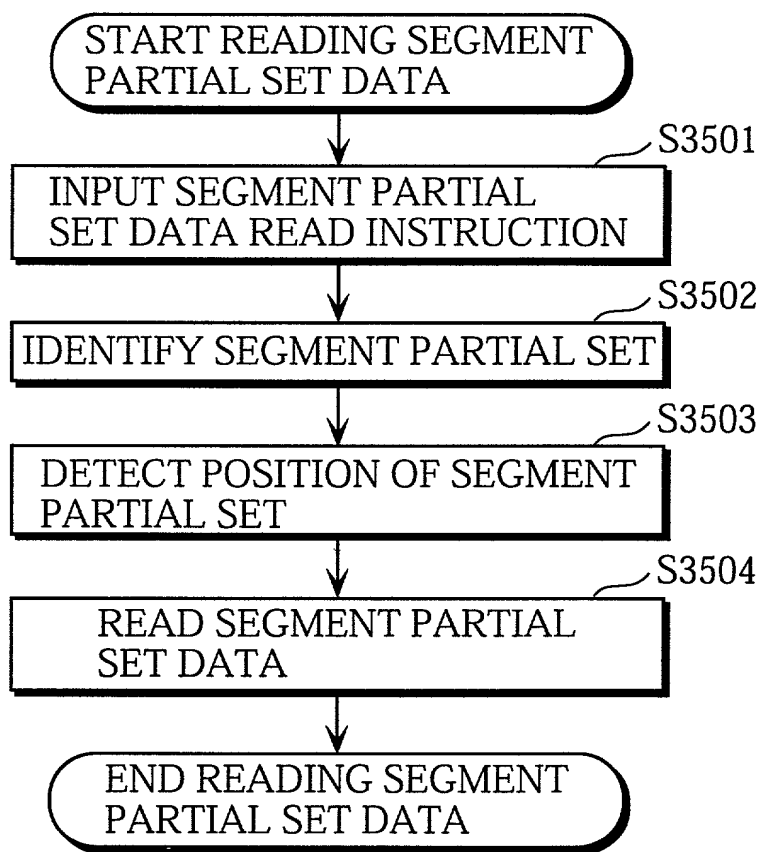 START READING SEGMENT
PARTIAL SET DATA
S3501
INPUT SEGMENT PARTIAL
SET DATA READ INSTRUCTION
S3502
IDENTIFY SEGMENT PARTIAL SET
S3503
DETECT POSITION OF SEGMENT
PARTIAL SET
S3504
READ SEGMENT PARTIAL
SET DATA
END READING SEGMENT
PARTIAL SET DATA